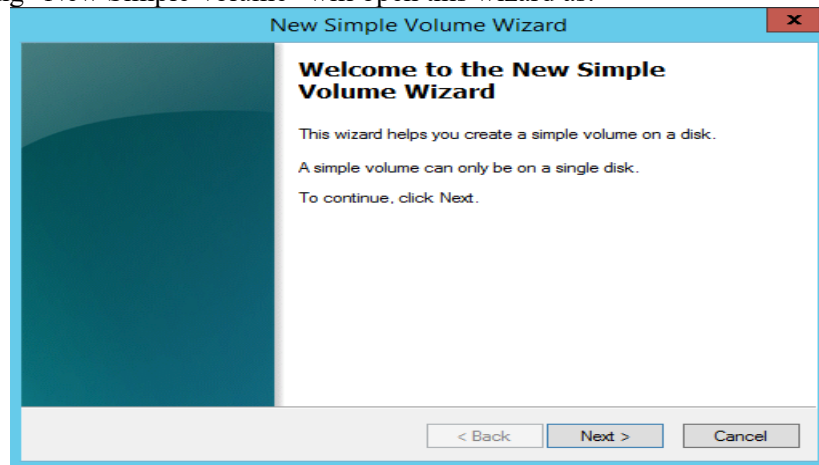 New Simple Volume Wizard
x
Welcome to the New Simple
Volume Wizard
This wizard helps you create a simple volume on a disk.
A simple volume can only be on a single disk.
To continue, click Next.
< Back
Next >
Cancel